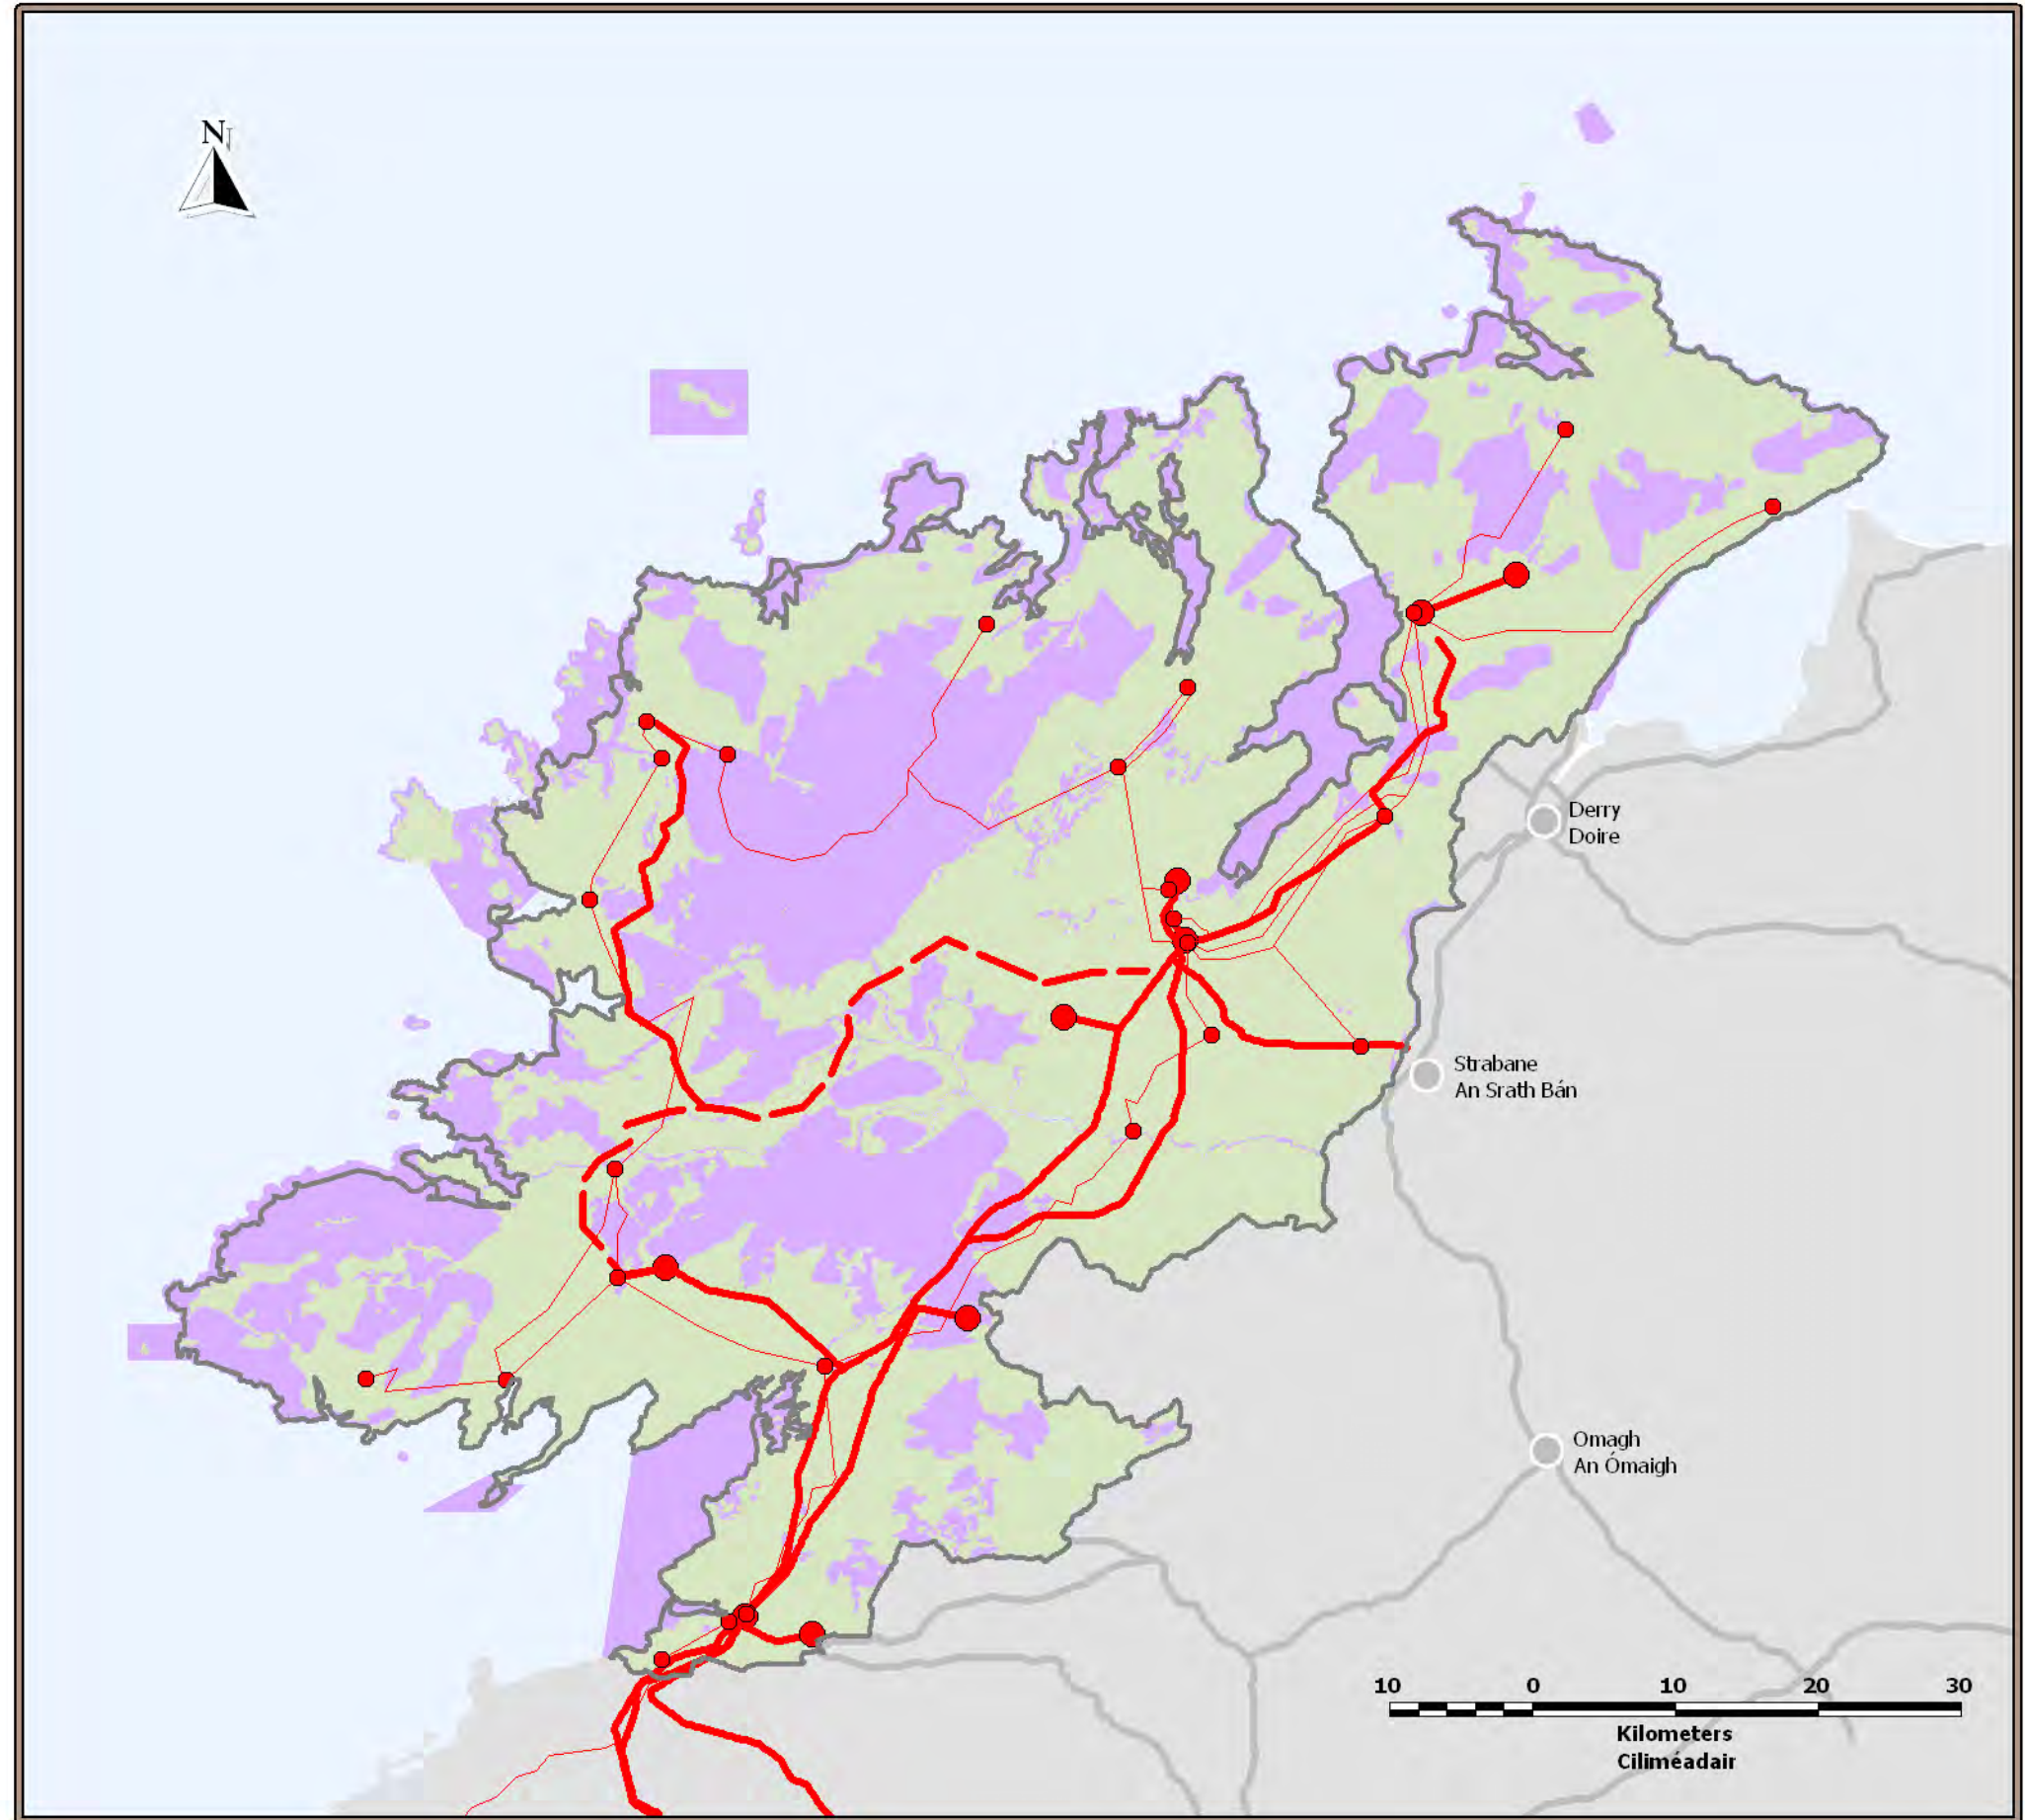 N
Derry
Doire
Strabane
An Srath Bán
Omagh
An Ómaigh
10 0 10 20 30
Kilometers
Ciliméadair